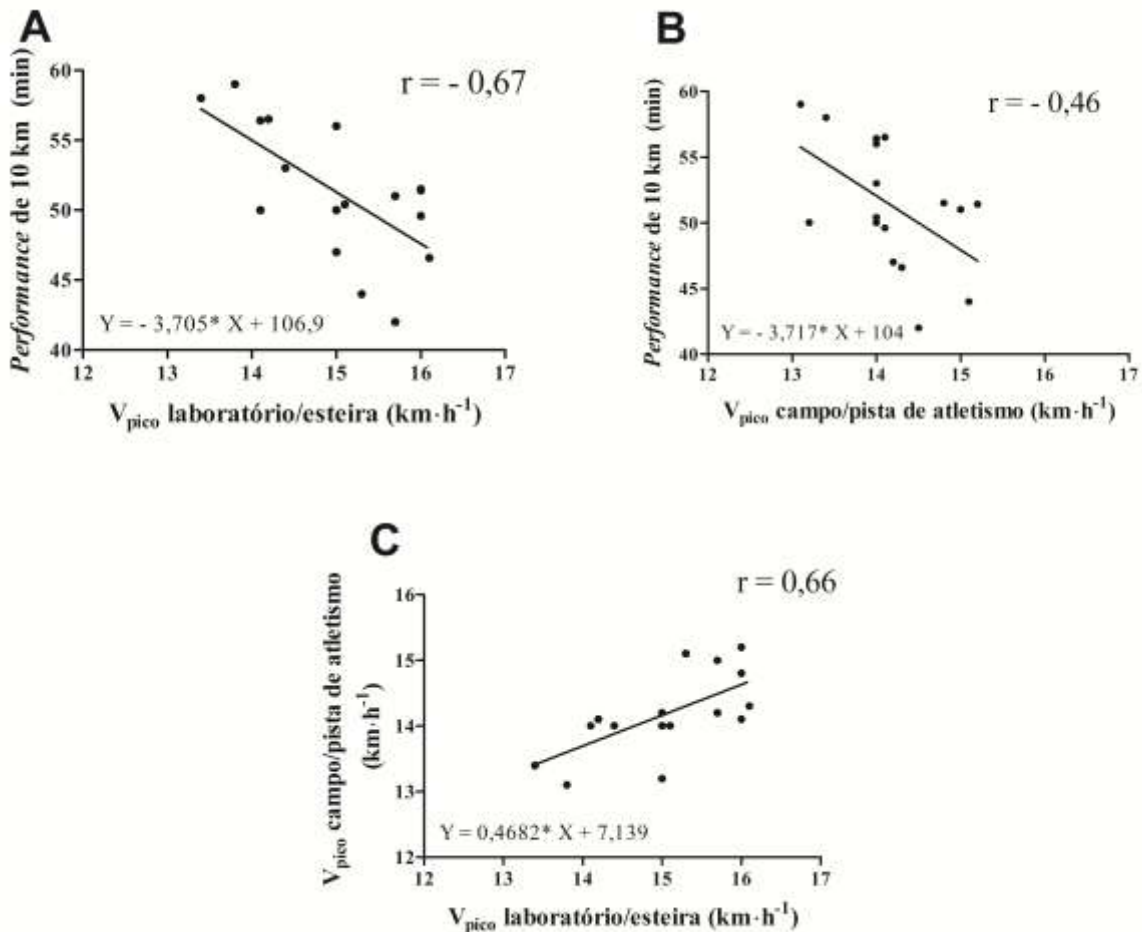 A
Performance de 10 km (min)
r = - 0,67
60
55
50
45
40
Y = - 3,705* X + 106,9
12 13 14 15 16 17
V_pico laboratório/esteira (km·h⁻¹)
B
Performance de 10 km (min)
r = - 0,46
60
55
50
45
40
Y = - 3,717* X + 104
12 13 14 15 16 17
V_pico campo/pista de atletismo (km·h⁻¹)
C
V_pico campo/pista de atletismo
(km·h⁻¹)
r = 0,66
16
15
14
13
12
Y = 0,4682* X + 7,139
12 13 14 15 16 17
V_pico laboratório/esteira (km·h⁻¹)